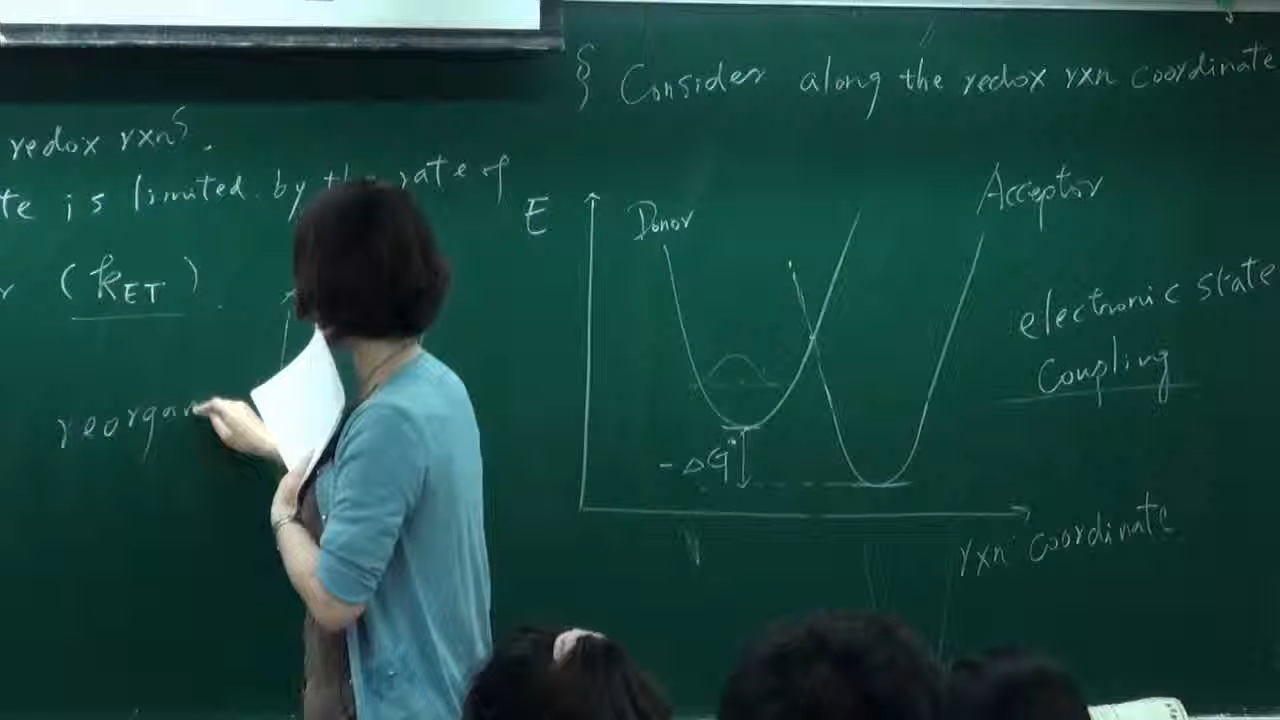 redox rxns.
te is limited by the rate of
r (kET).
reorgan
§ Consider along the redox rxn coordinate
E
Donor
Acceptor
electronic state
coupling
-ΔG°
rxn coordinate